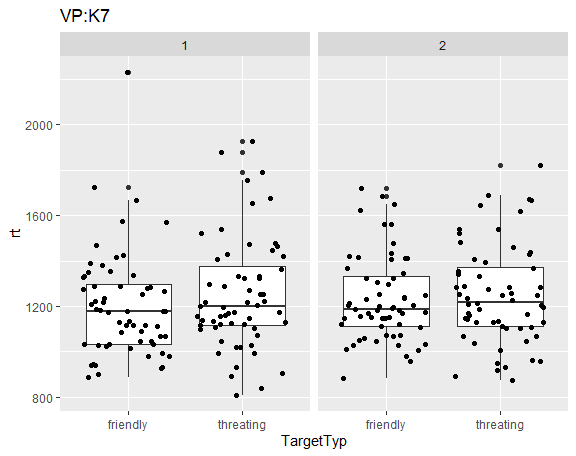 VP:K7
1 2
2000
1600
1200
800
rt
friendly threating friendly threating
TargetTyp